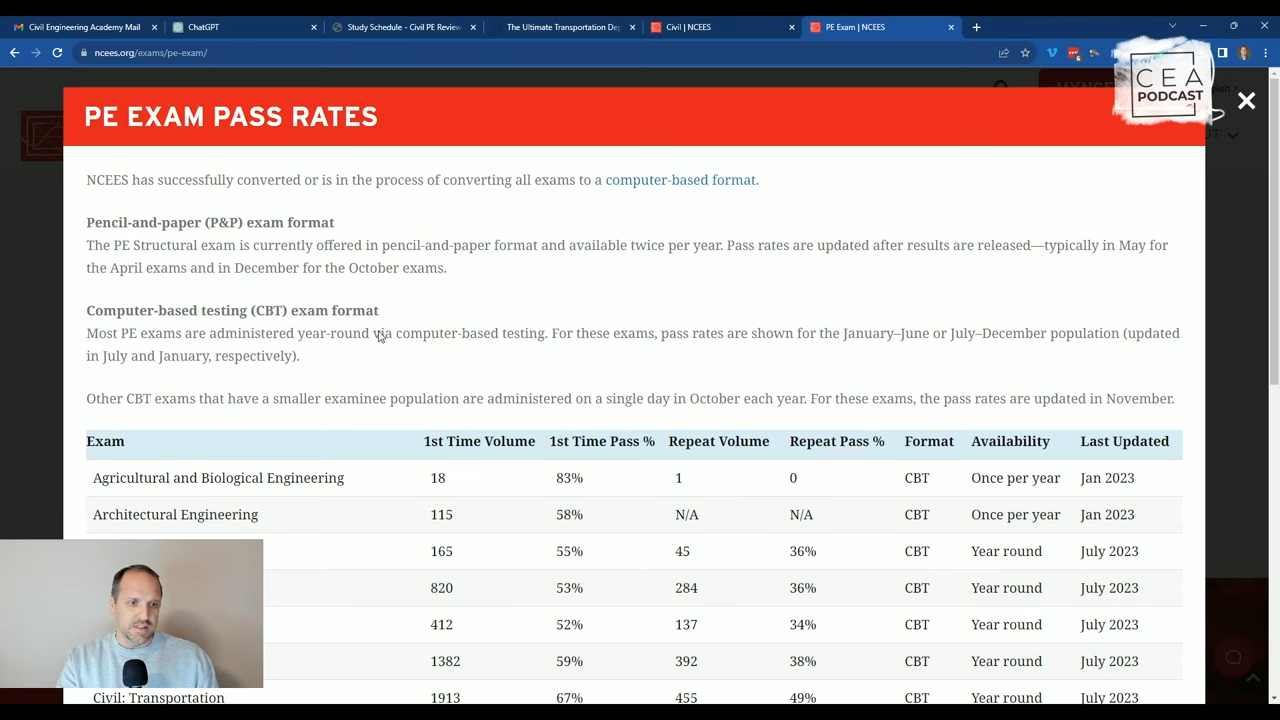 Civil Engineering Academy Mail
ChatGPT
Study Schedule - Civil PE Review
The Ultimate Transportation De
Civil | NCEES
PE Exam | NCEES
ncees.org/exams/pe-exam/
CEA
PODCAST
PE EXAM PASS RATES
NCEES has successfully converted or is in the process of converting all exams to a computer-based format.
Pencil-and-paper (P&P) exam format
The PE Structural exam is currently offered in pencil-and-paper format and available twice per year. Pass rates are updated after results are released—typically in May for
the April exams and in December for the October exams.
Computer-based testing (CBT) exam format
Most PE exams are administered year-round via computer-based testing. For these exams, pass rates are shown for the January–June or July–December population (updated
in July and January, respectively).
Other CBT exams that have a smaller examinee population are administered on a single day in October each year. For these exams, the pass rates are updated in November.
Exam 1st Time Volume 1st Time Pass % Repeat Volume Repeat Pass % Format Availability Last Updated
Agricultural and Biological Engineering 18 83% 1 0 CBT Once per year Jan 2023
Architectural Engineering 115 58% N/A N/A CBT Once per year Jan 2023
165 55% 45 36% CBT Year round July 2023
820 53% 284 36% CBT Year round July 2023
412 52% 137 34% CBT Year round July 2023
1382 59% 392 38% CBT Year round July 2023
Civil: Transportation 1913 67% 455 49% CBT Year round July 2023